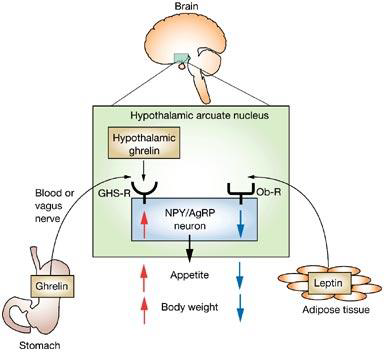 Brain
Hypothalamic arcuate nucleus
Hypothalamic
ghrelin
Blood or
vagus
nerve
GHS-R
Ob-R
NPY/AgRP
neuron
Appetite
Body weight
Ghrelin
Stomach
Leptin
Adipose tissue